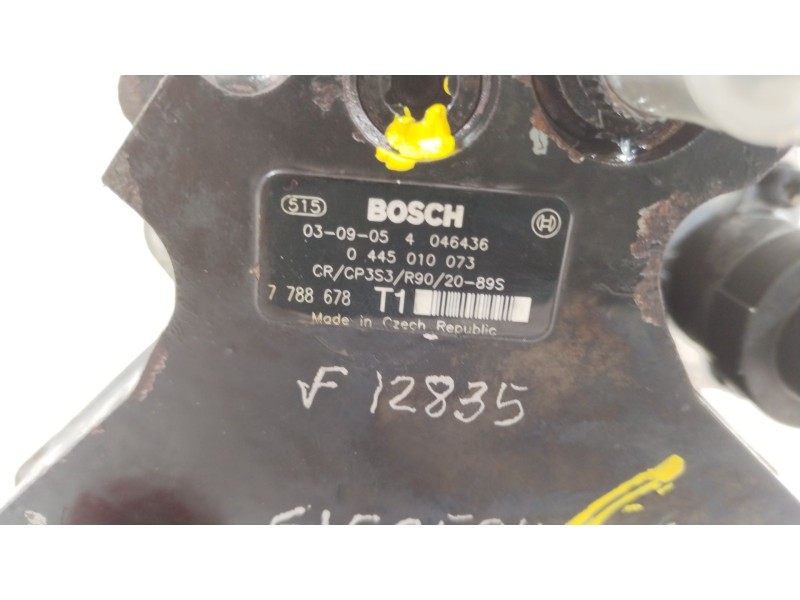 515 BOSCH
03-09-05 4 046436
0 445 010 073
CR/CP3S3/R90/20-89S
7 788 678 T1
Made in Czech Republic
F 12835